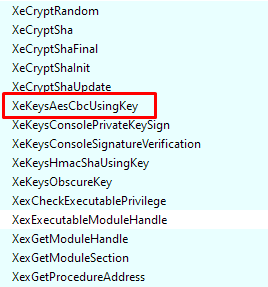 XeCryptRandom
XeCryptSha
XeCryptShaFinal
XeCryptShaInit
XeCryptShaUpdate
XeKeysAesCbcUsingKey
XeKeysConsolePrivateKeySign
XeKeysConsoleSignatureVerification
XeKeysHmacShaUsingKey
XeKeysObscureKey
XexCheckExecutablePrivilege
XexExecutableModuleHandle
XexGetModuleHandle
XexGetModuleSection
XexGetProcedureAddress